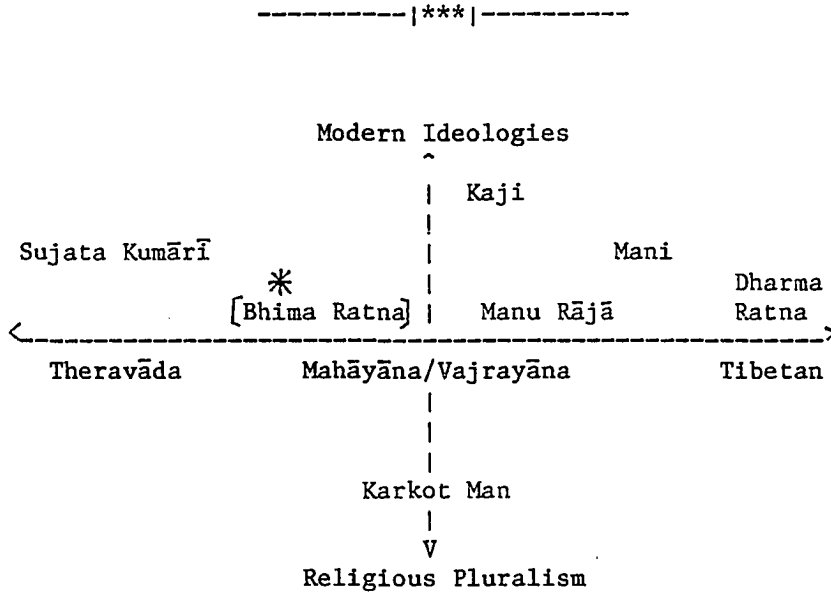 ----------|***|----------
Modern Ideologies
Kaji
Sujata Kumārī Mani
* Dharma
[Bhima Ratna] Manu Rājā Ratna
Theravāda Mahāyāna/Vajrayāna Tibetan
Karkot Man
V
Religious Pluralism